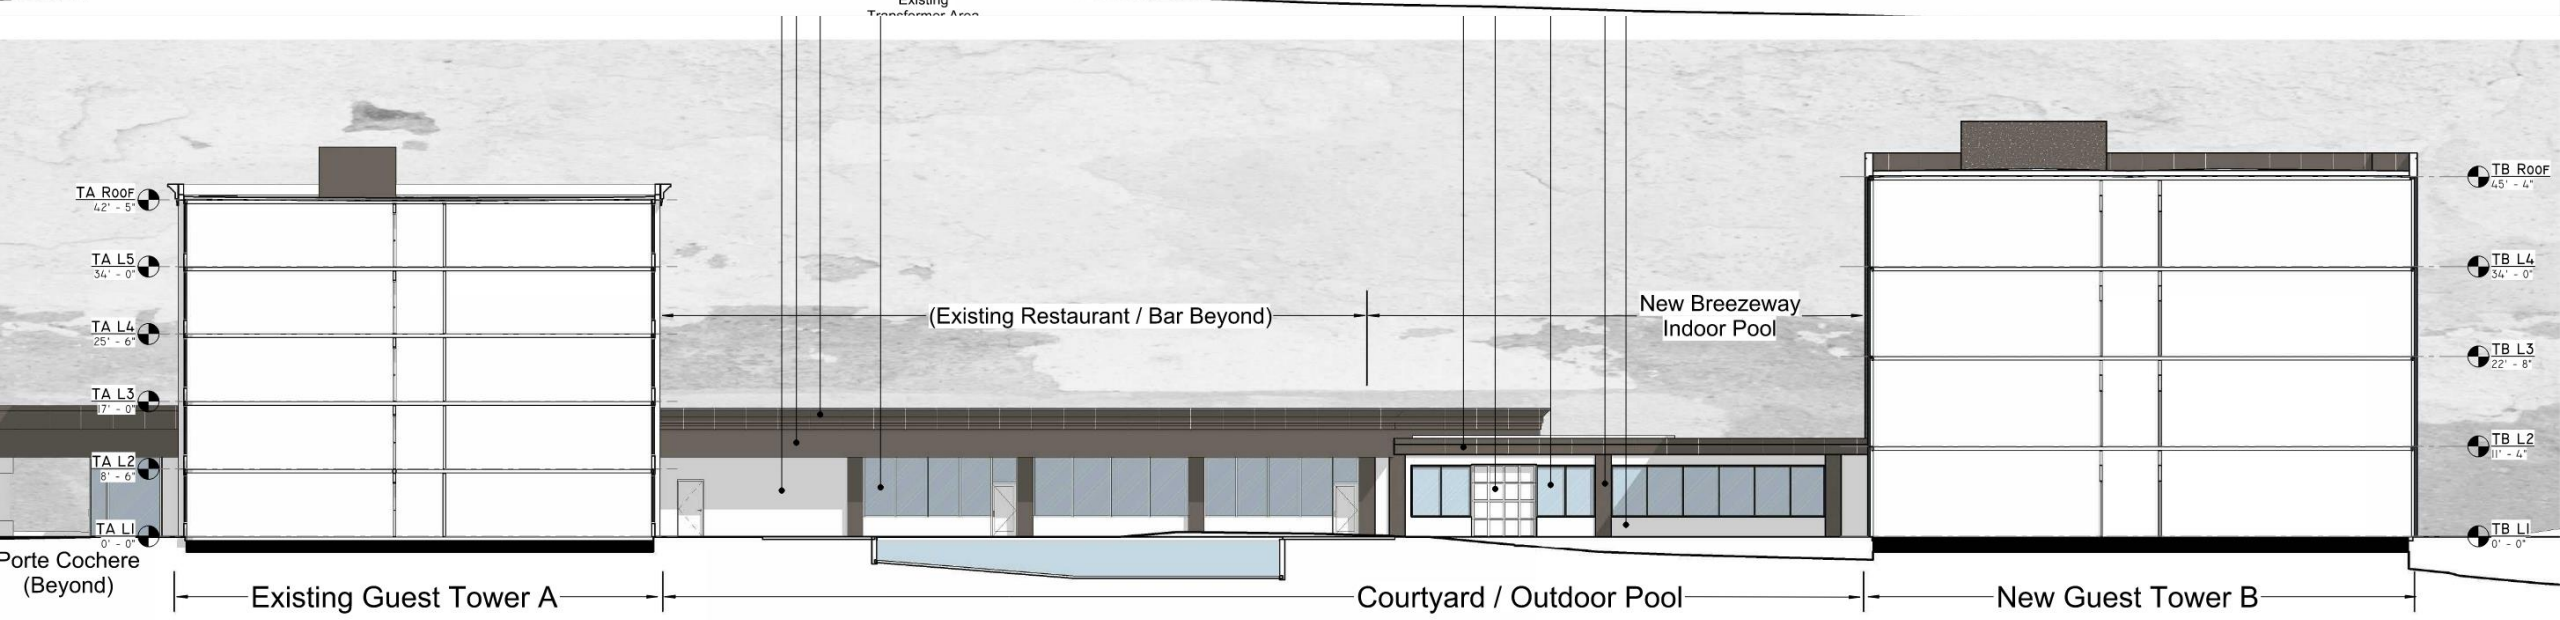 Existing
Transformer Area
TA ROOF
42' - 5"
TA L5
34' - 0"
TA L4
25' - 6"
TA L3
17' - 0"
TA L2
8' - 6"
TA L1
0' - 0"
Porte Cochere
(Beyond)
(Existing Restaurant / Bar Beyond)
New Breezeway
Indoor Pool
TB ROOF
45' - 4"
TB L4
34' - 0"
TB L3
22' - 8"
TB L2
11' - 4"
TB L1
0' - 0"
Existing Guest Tower A
Courtyard / Outdoor Pool
New Guest Tower B